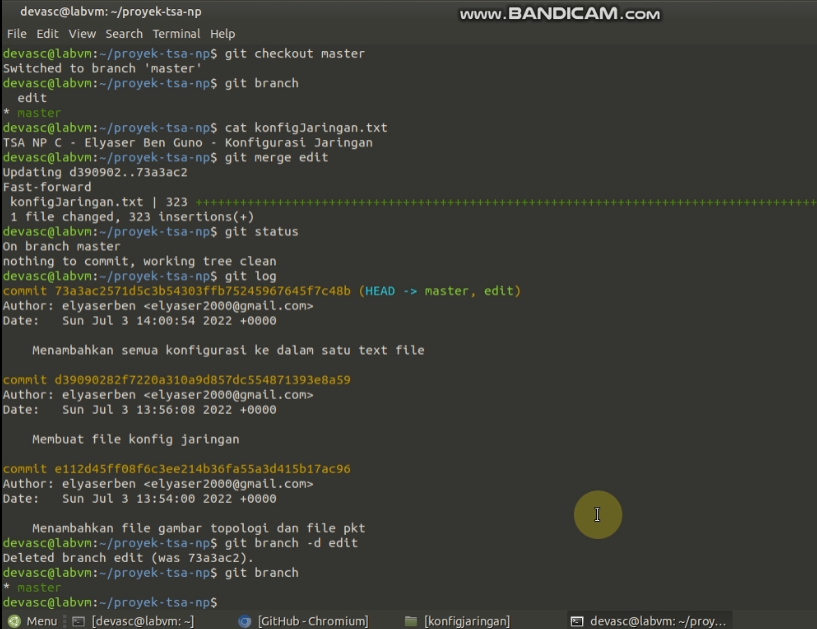 devasc@labvm: ~/proyek-tsa-np
www.BANDICAM.com
File Edit View Search Terminal Help
devasc@labvm:~/proyek-tsa-np$ git checkout master
Switched to branch 'master'
devasc@labvm:~/proyek-tsa-np$ git branch
  edit
* master
devasc@labvm:~/proyek-tsa-np$ cat konfigJaringan.txt
TSA NP C - Elyaser Ben Guno - Konfigurasi Jaringan
devasc@labvm:~/proyek-tsa-np$ git merge edit
Updating d390902..73a3ac2
Fast-forward
 konfigJaringan.txt | 323 +++++++++++++++++++++++++++++++++++++++++++++++++++++++++++++++++++++++++++++++++++
 1 file changed, 323 insertions(+)
devasc@labvm:~/proyek-tsa-np$ git status
On branch master
nothing to commit, working tree clean
devasc@labvm:~/proyek-tsa-np$ git log
commit 73a3ac2571d5c3b54303ffb75245967645f7c48b (HEAD -> master, edit)
Author: elyaserben <elyaser2000@gmail.com>
Date:   Sun Jul 3 14:00:54 2022 +0000
    Menambahkan semua konfigurasi ke dalam satu text file
commit d39090282f7220a310a9d857dc554871393e8a59
Author: elyaserben <elyaser2000@gmail.com>
Date:   Sun Jul 3 13:56:08 2022 +0000
    Membuat file konfig jaringan
commit e112d45ff08f6c3ee214b36fa55a3d415b17ac96
Author: elyaserben <elyaser2000@gmail.com>
Date:   Sun Jul 3 13:54:00 2022 +0000
    Menambahkan file gambar topologi dan file pkt
devasc@labvm:~/proyek-tsa-np$ git branch -d edit
Deleted branch edit (was 73a3ac2).
devasc@labvm:~/proyek-tsa-np$ git branch
* master
devasc@labvm:~/proyek-tsa-np$
Menu [devasc@labvm: ~] [GitHub - Chromium] [konfigjaringan] devasc@labvm: ~/proy...